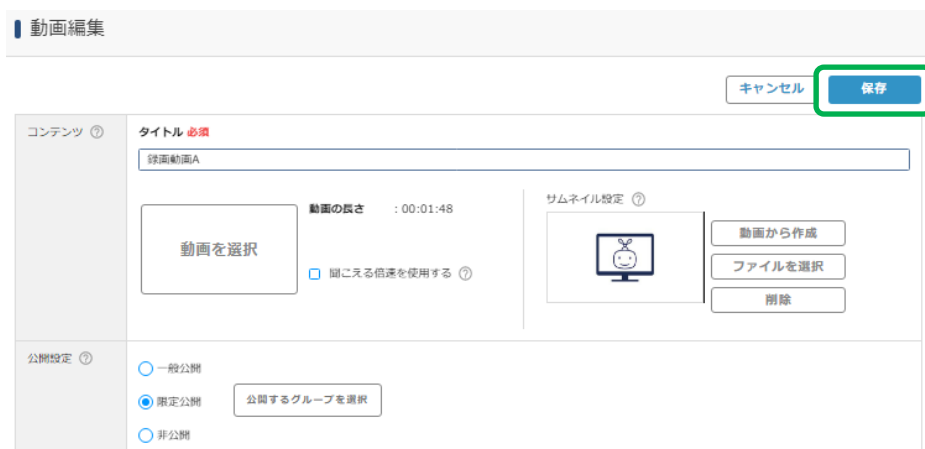 動画編集
キャンセル 保存
コンテンツ ?
タイトル 必須
録画動画A
動画を選択
動画の長さ : 00:01:48
聞こえる倍速を使用する ?
サムネイル設定 ?
動画から作成
ファイルを選択
削除
公開設定 ?
一般公開
限定公開 公開するグループを選択
非公開